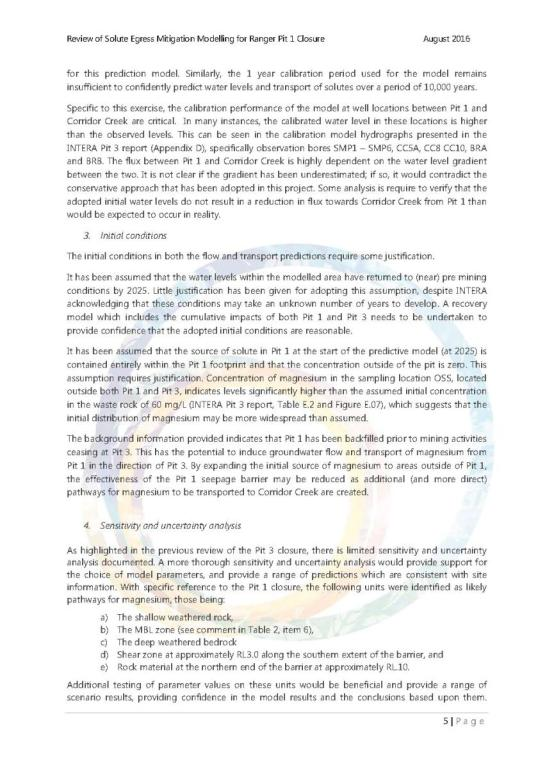 Review of Solute Egress Mitigation Modelling for Ranger Pit 1 Closure August 2016
for this prediction model. Similarly, the 1 year calibration period used for the model remains
insufficient to confidently predict water levels and transport of solutes over a period of 10,000 years.
Specific to this exercise, the calibration performance of the model at well locations between Pit 1 and
Corridor Creek are critical. In many instances, the calibrated water level in these locations is higher
than the observed levels. This can be seen in the calibration model hydrographs presented in the
INTERA Pit 3 report (Appendix D), specifically observation bores SMP1 – SMP6, CC5A, CC8 CC10, BRA
and BRB. The flux between Pit 1 and Corridor Creek is highly dependent on the water level gradient
between the two. It is not clear if the gradient has been underestimated; if so, it would contradict the
conservative approach that has been adopted in this project. Some analysis is require to verify that the
adopted initial water levels do not result in a reduction in flux towards Corridor Creek from Pit 1 than
would be expected to occur in reality.
3. Initial conditions
The initial conditions in both the flow and transport predictions require some justification.
It has been assumed that the water levels within the modelled area have returned to (near) pre mining
conditions by 2025. Little justification has been given for adopting this assumption, despite INTERA
acknowledging that these conditions may take an unknown number of years to develop. A recovery
model which includes the cumulative impacts of both Pit 1 and Pit 3 needs to be undertaken to
provide confidence that the adopted initial conditions are reasonable.
It has been assumed that the source of solute in Pit 1 at the start of the predictive model (at 2025) is
contained entirely within the Pit 1 footprint and that the concentration outside of the pit is zero. This
assumption requires justification. Concentration of magnesium in the sampling location OSS, located
outside both Pit 1 and Pit 3, indicates levels significantly higher than the assumed initial concentration
in the waste rock of 60 mg/L (INTERA Pit 3 report, Table E.2 and Figure E.07), which suggests that the
initial distribution of magnesium may be more widespread than assumed.
The background information provided indicates that Pit 1 has been backfilled prior to mining activities
ceasing at Pit 3. This has the potential to induce groundwater flow and transport of magnesium from
Pit 1 in the direction of Pit 3. By expanding the initial source of magnesium to areas outside of Pit 1,
the effectiveness of the Pit 1 seepage barrier may be reduced as additional (and more direct)
pathways for magnesium to be transported to Corridor Creek are created.
4. Sensitivity and uncertainty analysis
As highlighted in the previous review of the Pit 3 closure, there is limited sensitivity and uncertainty
analysis documented. A more thorough sensitivity and uncertainty analysis would provide support for
the choice of model parameters, and provide a range of predictions which are consistent with site
information. With specific reference to the Pit 1 closure, the following units were identified as likely
pathways for magnesium, those being:
a) The shallow weathered rock,
b) The MBL zone (see comment in Table 2, item 6),
c) The deep weathered bedrock
d) Shear zone at approximately RL3.0 along the southern extent of the barrier, and
e) Rock material at the northern end of the barrier at approximately RL10.
Additional testing of parameter values on these units would be beneficial and provide a range of
scenario results, providing confidence in the model results and the conclusions based upon them.
5 | Page